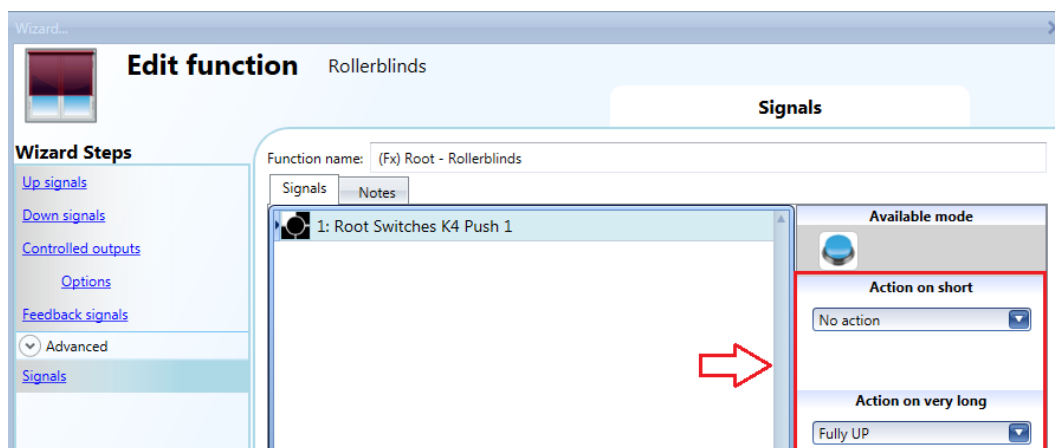 Wizard...
Edit function Rollerblinds
Signals
Wizard Steps
Up signals
Down signals
Controlled outputs
Options
Feedback signals
Advanced
Signals
Function name: (Fx) Root - Rollerblinds
Signals Notes
1: Root Switches K4 Push 1
Available mode
Action on short
No action
Action on very long
Fully UP